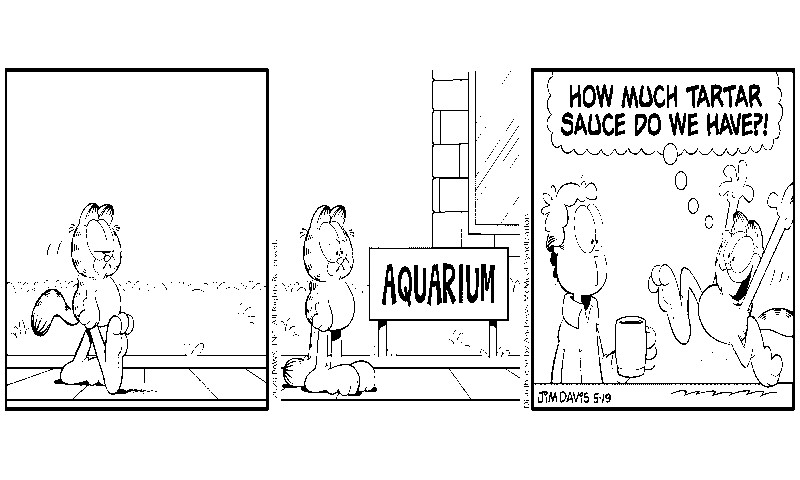 AQUARIUM
HOW MUCH TARTAR
SAUCE DO WE HAVE?!
JIM DAVIS 5-19